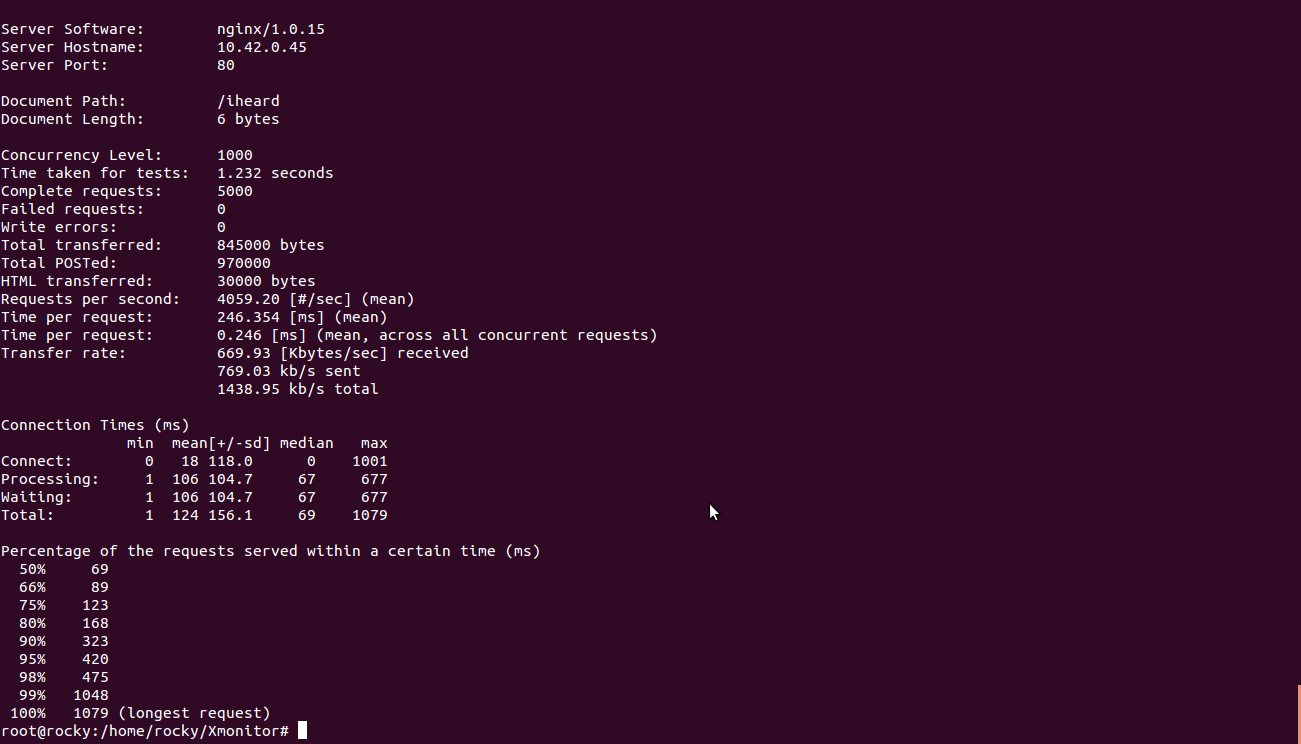 Server Software:        nginx/1.0.15
Server Hostname:        10.42.0.45
Server Port:            80

Document Path:          /iheard
Document Length:        6 bytes

Concurrency Level:      1000
Time taken for tests:   1.232 seconds
Complete requests:      5000
Failed requests:        0
Write errors:           0
Total transferred:      845000 bytes
Total POSTed:           970000
HTML transferred:       30000 bytes
Requests per second:    4059.20 [#/sec] (mean)
Time per request:       246.354 [ms] (mean)
Time per request:       0.246 [ms] (mean, across all concurrent requests)
Transfer rate:          669.93 [Kbytes/sec] received
                        769.03 kb/s sent
                        1438.95 kb/s total

Connection Times (ms)
              min  mean[+/-sd] median   max
Connect:        0   18 118.0      0    1001
Processing:     1  106 104.7     67     677
Waiting:        1  106 104.7     67     677
Total:          1  124 156.1     69    1079

Percentage of the requests served within a certain time (ms)
  50%     69
  66%     89
  75%    123
  80%    168
  90%    323
  95%    420
  98%    475
  99%   1048
 100%   1079 (longest request)
root@rocky:/home/rocky/Xmonitor#